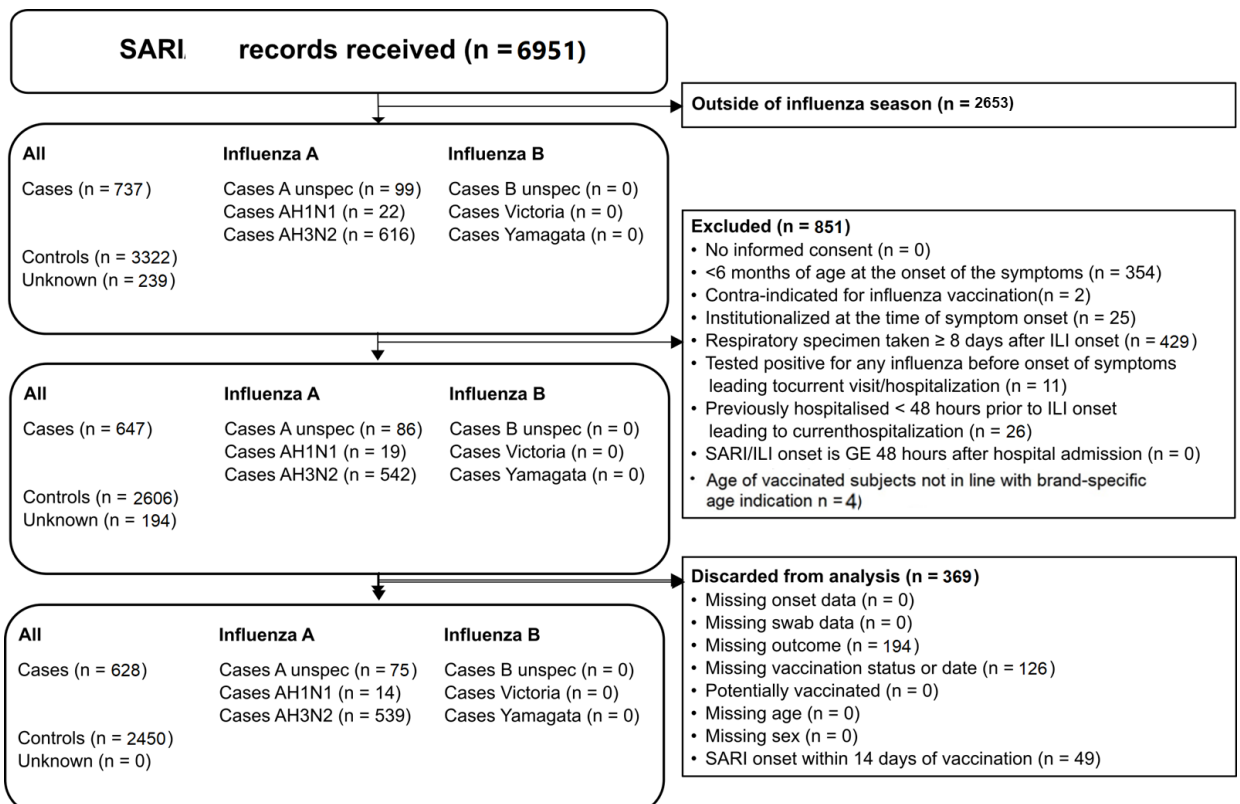 SARI records received (n = 6951)
Outside of influenza season (n = 2653)
All Influenza A Influenza B
Cases (n = 737) Cases A unspec (n = 99) Cases B unspec (n = 0)
Cases AH1N1 (n = 22) Cases Victoria (n = 0)
Cases AH3N2 (n = 616) Cases Yamagata (n = 0)
Controls (n = 3322)
Unknown (n = 239)
Excluded (n = 851)
• No informed consent (n = 0)
• <6 months of age at the onset of the symptoms (n = 354)
• Contra-indicated for influenza vaccination(n = 2)
• Institutionalized at the time of symptom onset (n = 25)
• Respiratory specimen taken ≥ 8 days after ILI onset (n = 429)
• Tested positive for any influenza before onset of symptoms
leading tocurrent visit/hospitalization (n = 11)
• Previously hospitalised < 48 hours prior to ILI onset
leading to currenthospitalization (n = 26)
• SARI/ILI onset is GE 48 hours after hospital admission (n = 0)
• Age of vaccinated subjects not in line with brand-specific
age indication n = 4)
All Influenza A Influenza B
Cases (n = 647) Cases A unspec (n = 86) Cases B unspec (n = 0)
Cases AH1N1 (n = 19) Cases Victoria (n = 0)
Cases AH3N2 (n = 542) Cases Yamagata (n = 0)
Controls (n = 2606)
Unknown (n = 194)
Discarded from analysis (n = 369)
• Missing onset data (n = 0)
• Missing swab data (n = 0)
• Missing outcome (n = 194)
• Missing vaccination status or date (n = 126)
• Potentially vaccinated (n = 0)
• Missing age (n = 0)
• Missing sex (n = 0)
• SARI onset within 14 days of vaccination (n = 49)
All Influenza A Influenza B
Cases (n = 628) Cases A unspec (n = 75) Cases B unspec (n = 0)
Cases AH1N1 (n = 14) Cases Victoria (n = 0)
Cases AH3N2 (n = 539) Cases Yamagata (n = 0)
Controls (n = 2450)
Unknown (n = 0)